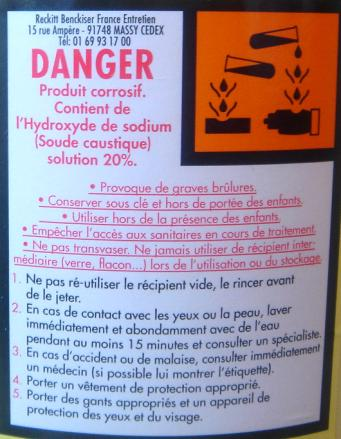 Reckitt Benckiser France Entretien
15 rue Ampère - 91748 MASSY CEDEX
Tél: 01 69 93 17 00
DANGER
Produit corrosif.
Contient de
l'Hydroxyde de sodium
(Soude caustique)
solution 20%.
• Provoque de graves brûlures.
• Conserver sous clé et hors de portée des enfants.
• Utiliser hors de la présence des enfants.
• Empêcher l'accès aux sanitaires en cours de traitement.
• Ne pas transvaser. Ne jamais utiliser de récipient inter-
médiaire (verre, flacon...) lors de l'utilisation ou du stockage.
1. Ne pas ré-utiliser le récipient vide, le rincer avant
de le jeter.
2. En cas de contact avec les yeux ou la peau, laver
immédiatement et abondamment avec de l'eau
pendant au moins 15 minutes et consulter un spécialiste.
3. En cas d'accident ou de malaise, consulter immédiatement
un médecin (si possible lui montrer l'étiquette).
4. Porter un vêtement de protection approprié.
5. Porter des gants appropriés et un appareil de
protection des yeux et du visage.